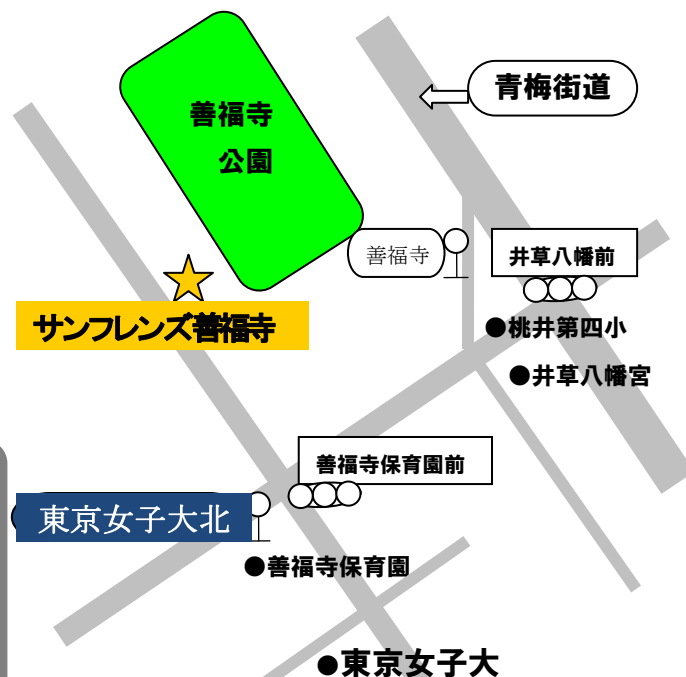 青梅街道
善福寺
公園
善福寺
井草八幡前
サンフレンズ善福寺
●桃井第四小
●井草八幡宮
善福寺保育園前
東京女子大北
●善福寺保育園
●東京女子大